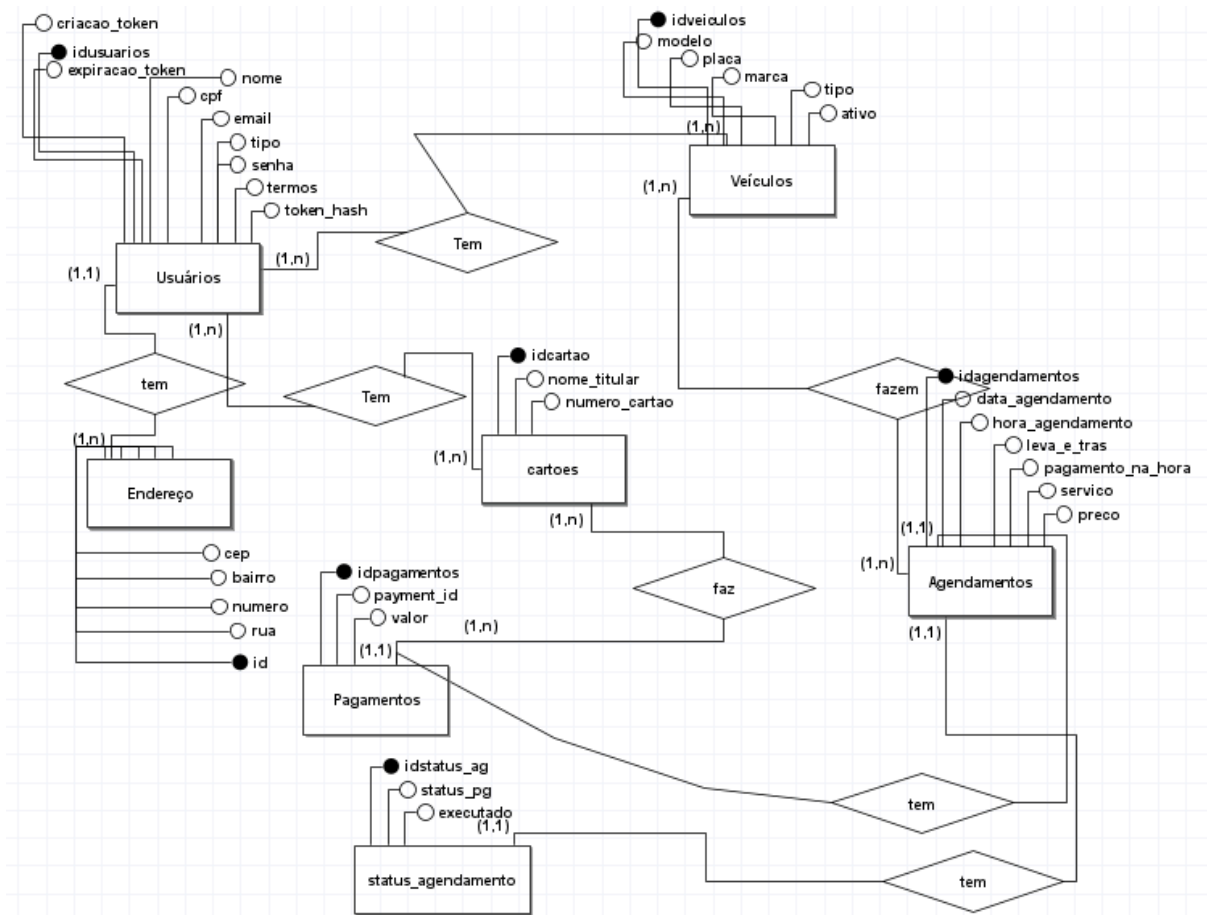 criacao_token
idusuarios
expiracao_token
nome
cpf
email
tipo
senha
termos
token_hash
Usuários
(1,1)
(1,n)
(1,n)
Tem
idveiculos
modelo
placa
marca
tipo
ativo
(1,n)
Veículos
(1,n)
tem
(1,n)
Endereço
cep
bairro
numero
rua
id
Tem
idcartao
nome_titular
numero_cartao
(1,n)
cartoes
(1,n)
fazem
idagendamentos
data_agendamento
hora_agendamento
leva_e_tras
pagamento_na_hora
servico
preco
(1,1)
(1,n)
Agendamentos
(1,1)
faz
idpagamentos
payment_id
valor
(1,n)
(1,1)
Pagamentos
tem
idstatus_ag
status_pg
executado
(1,1)
status_agendamento
tem